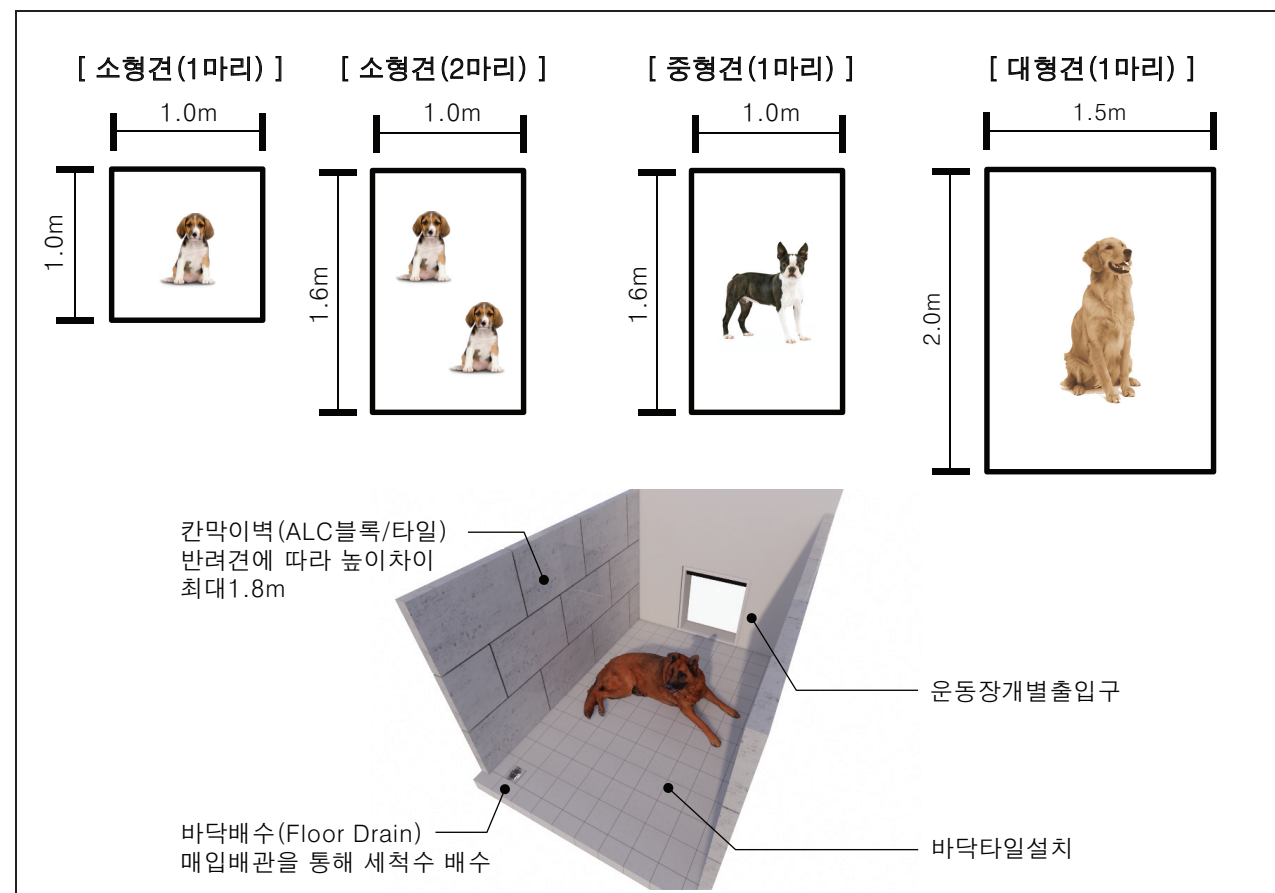 [ 소형견(1마리) ]
[ 소형견(2마리) ]
[ 중형견(1마리) ]
[ 대형견(1마리) ]
1.0m
1.0m
1.0m
1.5m
1.0m
1.6m
1.6m
2.0m
칸막이벽(ALC블록/타일)
반려견에 따라 높이차이
최대1.8m
운동장개별출입구
바닥배수(Floor Drain)
매입배관을 통해 세척수 배수
바닥타일설치